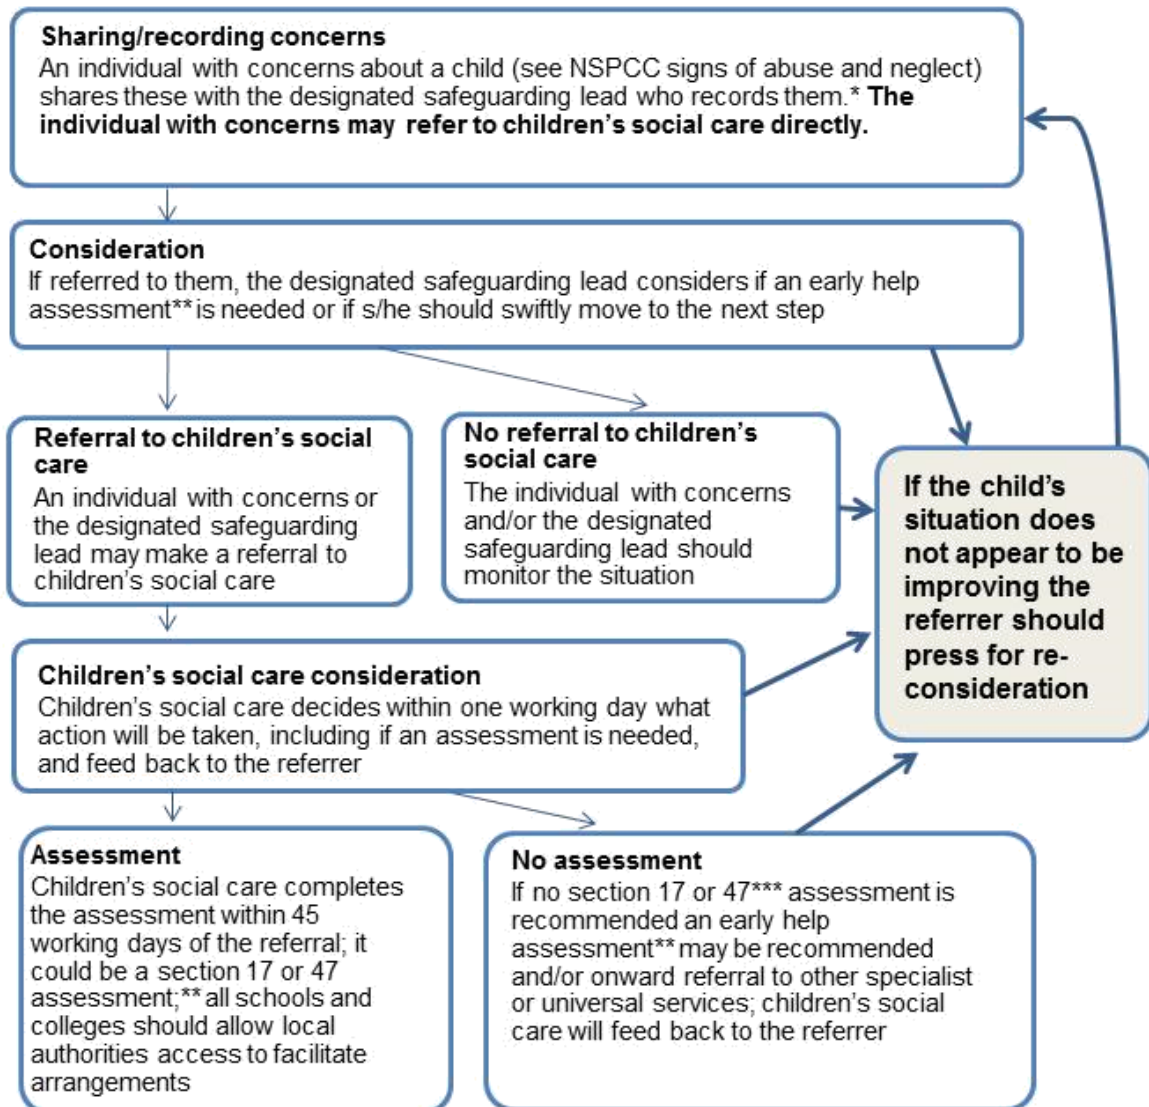 Sharing/recording concerns
An individual with concerns about a child (see NSPCC signs of abuse and neglect)
shares these with the designated safeguarding lead who records them.* The
individual with concerns may refer to children's social care directly.
Consideration
If referred to them, the designated safeguarding lead considers if an early help
assessment** is needed or if s/he should swiftly move to the next step
Referral to children's social
care
An individual with concerns or
the designated safeguarding
lead may make a referral to
children's social care
No referral to children's
social care
The individual with concerns
and/or the designated
safeguarding lead should
monitor the situation
If the child's
situation does
not appear to be
improving the
referrer should
press for re-
consideration
Children's social care consideration
Children's social care decides within one working day what
action will be taken, including if an assessment is needed,
and feed back to the referrer
Assessment
Children's social care completes
the assessment within 45
working days of the referral; it
could be a section 17 or 47
assessment;** all schools and
colleges should allow local
authorities access to facilitate
arrangements
No assessment
If no section 17 or 47*** assessment is
recommended an early help
assessment** may be recommended
and/or onward referral to other specialist
or universal services; children's social
care will feed back to the referrer